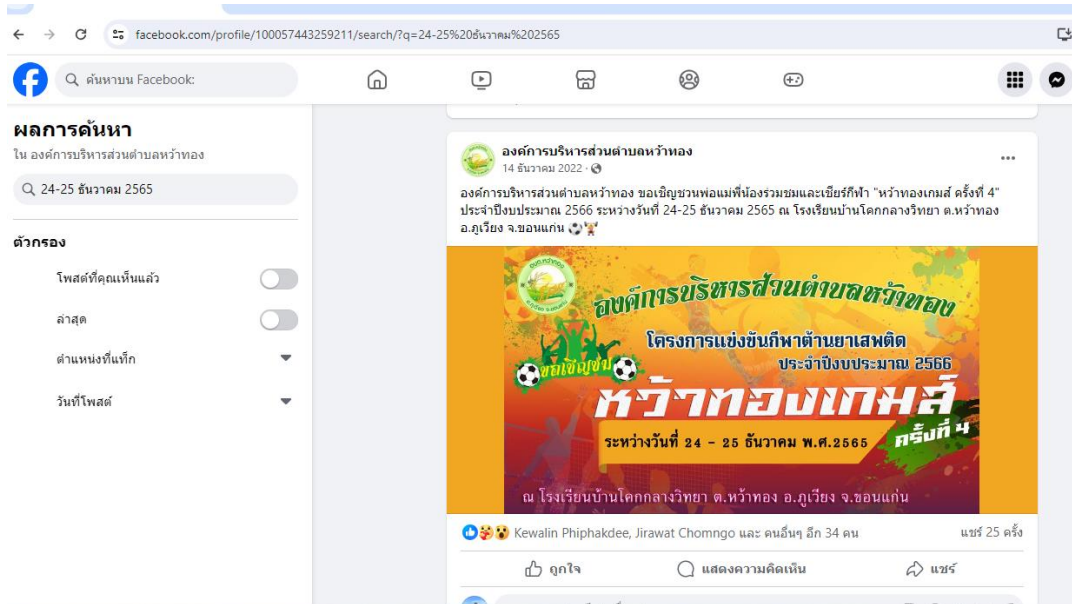 facebook.com/profile/100057443259211/search/?q=24-25%20ธันวาคม%202565
ค้นหาบน Facebook:
ผลการค้นหา
ใน องค์การบริหารส่วนตำบลหว้าทอง
24-25 ธันวาคม 2565
ตัวกรอง
โพสต์ที่คุณเห็นแล้ว
ล่าสุด
ตำแหน่งที่แท็ก
วันที่โพสต์
องค์การบริหารส่วนตำบลหว้าทอง
14 ธันวาคม 2022 ·
องค์การบริหารส่วนตำบลหว้าทอง ขอเชิญชวนพ่อแม่พี่น้องร่วมชมและเชียร์กีฬา "หว้าทองเกมส์ ครั้งที่ 4"
ประจำปีงบประมาณ 2566 ระหว่างวันที่ 24-25 ธันวาคม 2565 ณ โรงเรียนบ้านโคกกลางวิทยา ต.หว้าทอง
อ.ภูเวียง จ.ขอนแก่น ⚽🏋
องค์การบริหารส่วนตำบลหว้าทอง
โครงการแข่งขันกีฬาต้านยาเสพติด
ประจำปีงบประมาณ 2566
ขอเชิญชม
หว้าทองเกมส์
ครั้งที่ 4
ระหว่างวันที่ 24 - 25 ธันวาคม พ.ศ.2565
ณ โรงเรียนบ้านโคกกลางวิทยา ต.หว้าทอง อ.ภูเวียง จ.ขอนแก่น
Kewalin Phiphakdee, Jirawat Chomngo และ คนอื่นๆ อีก 34 คน
แชร์ 25 ครั้ง
ถูกใจ
แสดงความคิดเห็น
แชร์